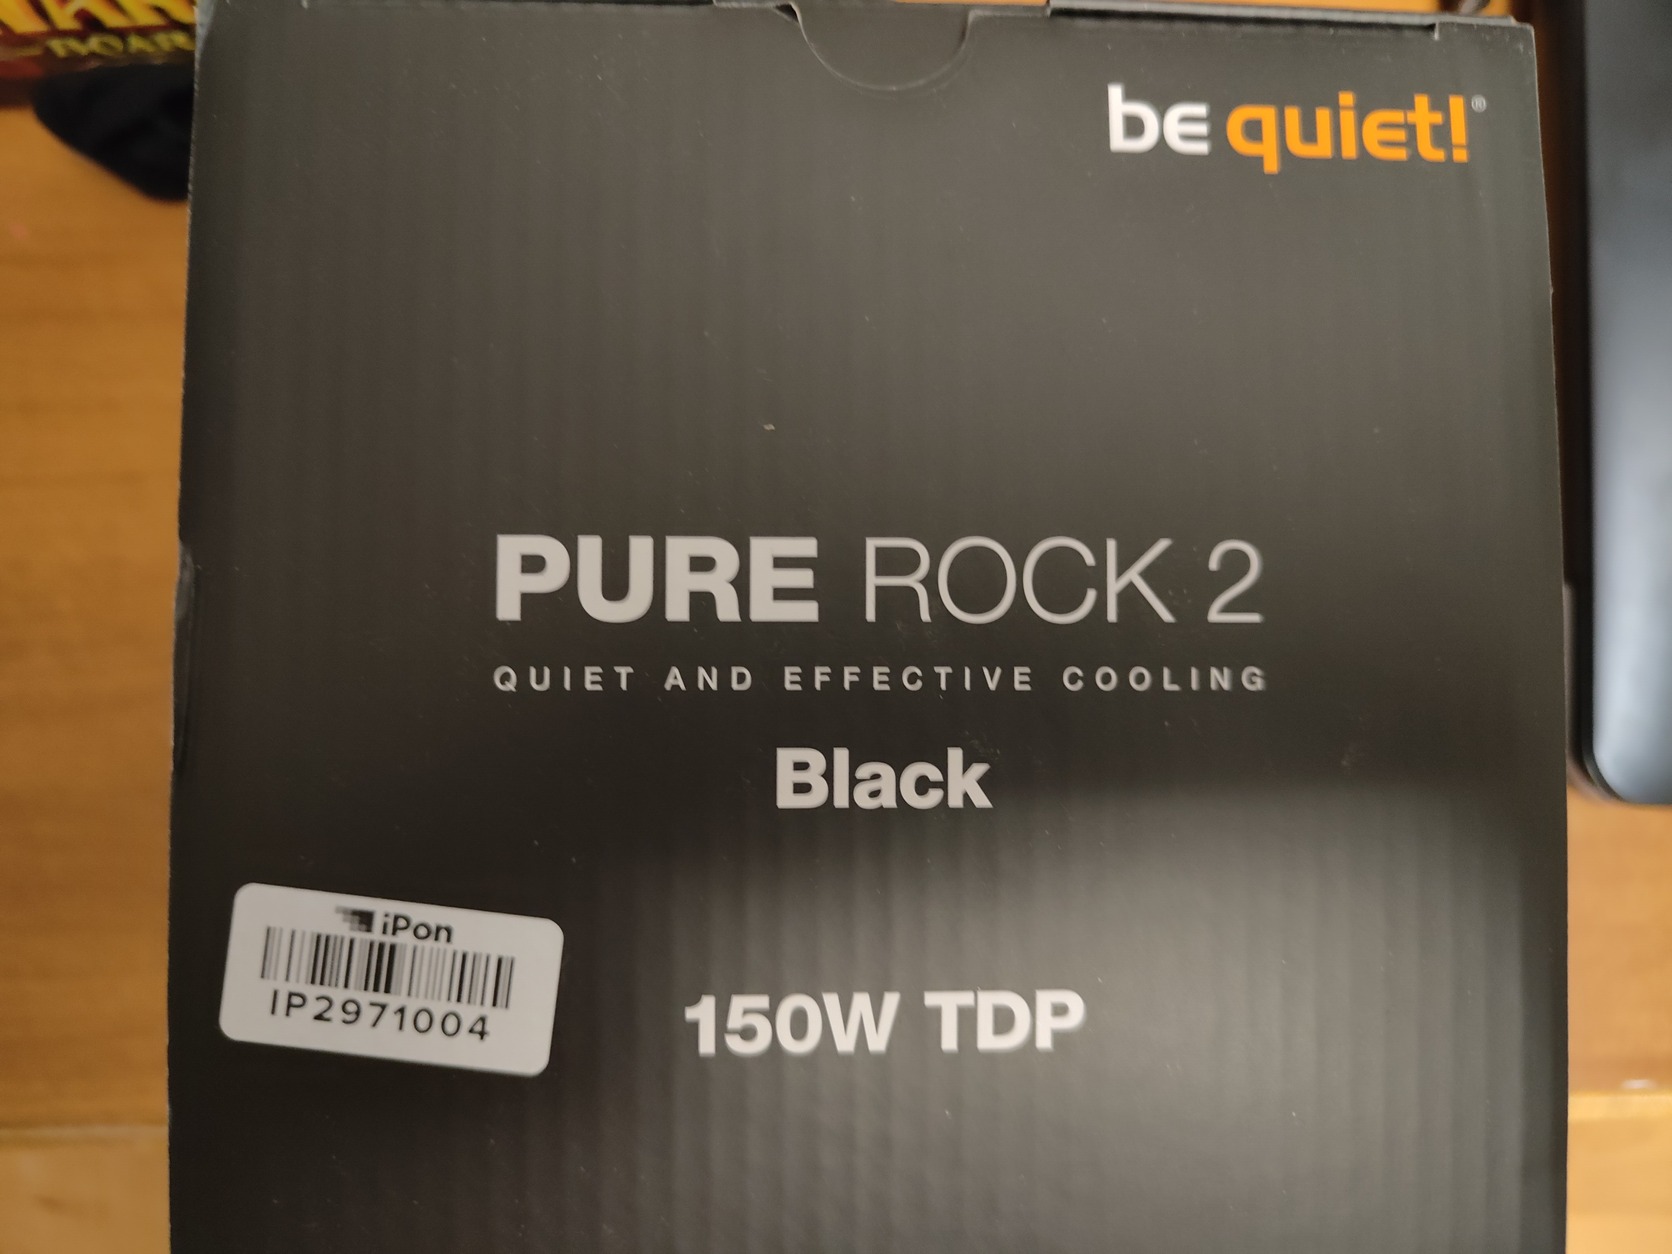 be quiet!®
PURE ROCK 2
QUIET AND EFFECTIVE COOLING
Black
iPon
IP2971004
150W TDP